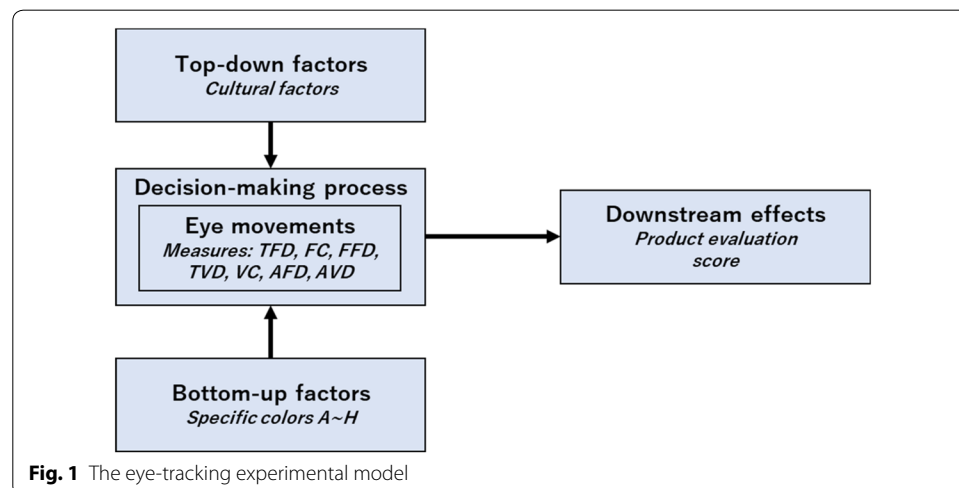 Top-down factors
Cultural factors
Decision-making process
Eye movements
Measures: TFD, FC, FFD,
TVD, VC, AFD, AVD
Downstream effects
Product evaluation
score
Bottom-up factors
Specific colors A~H
Fig. 1 The eye-tracking experimental model